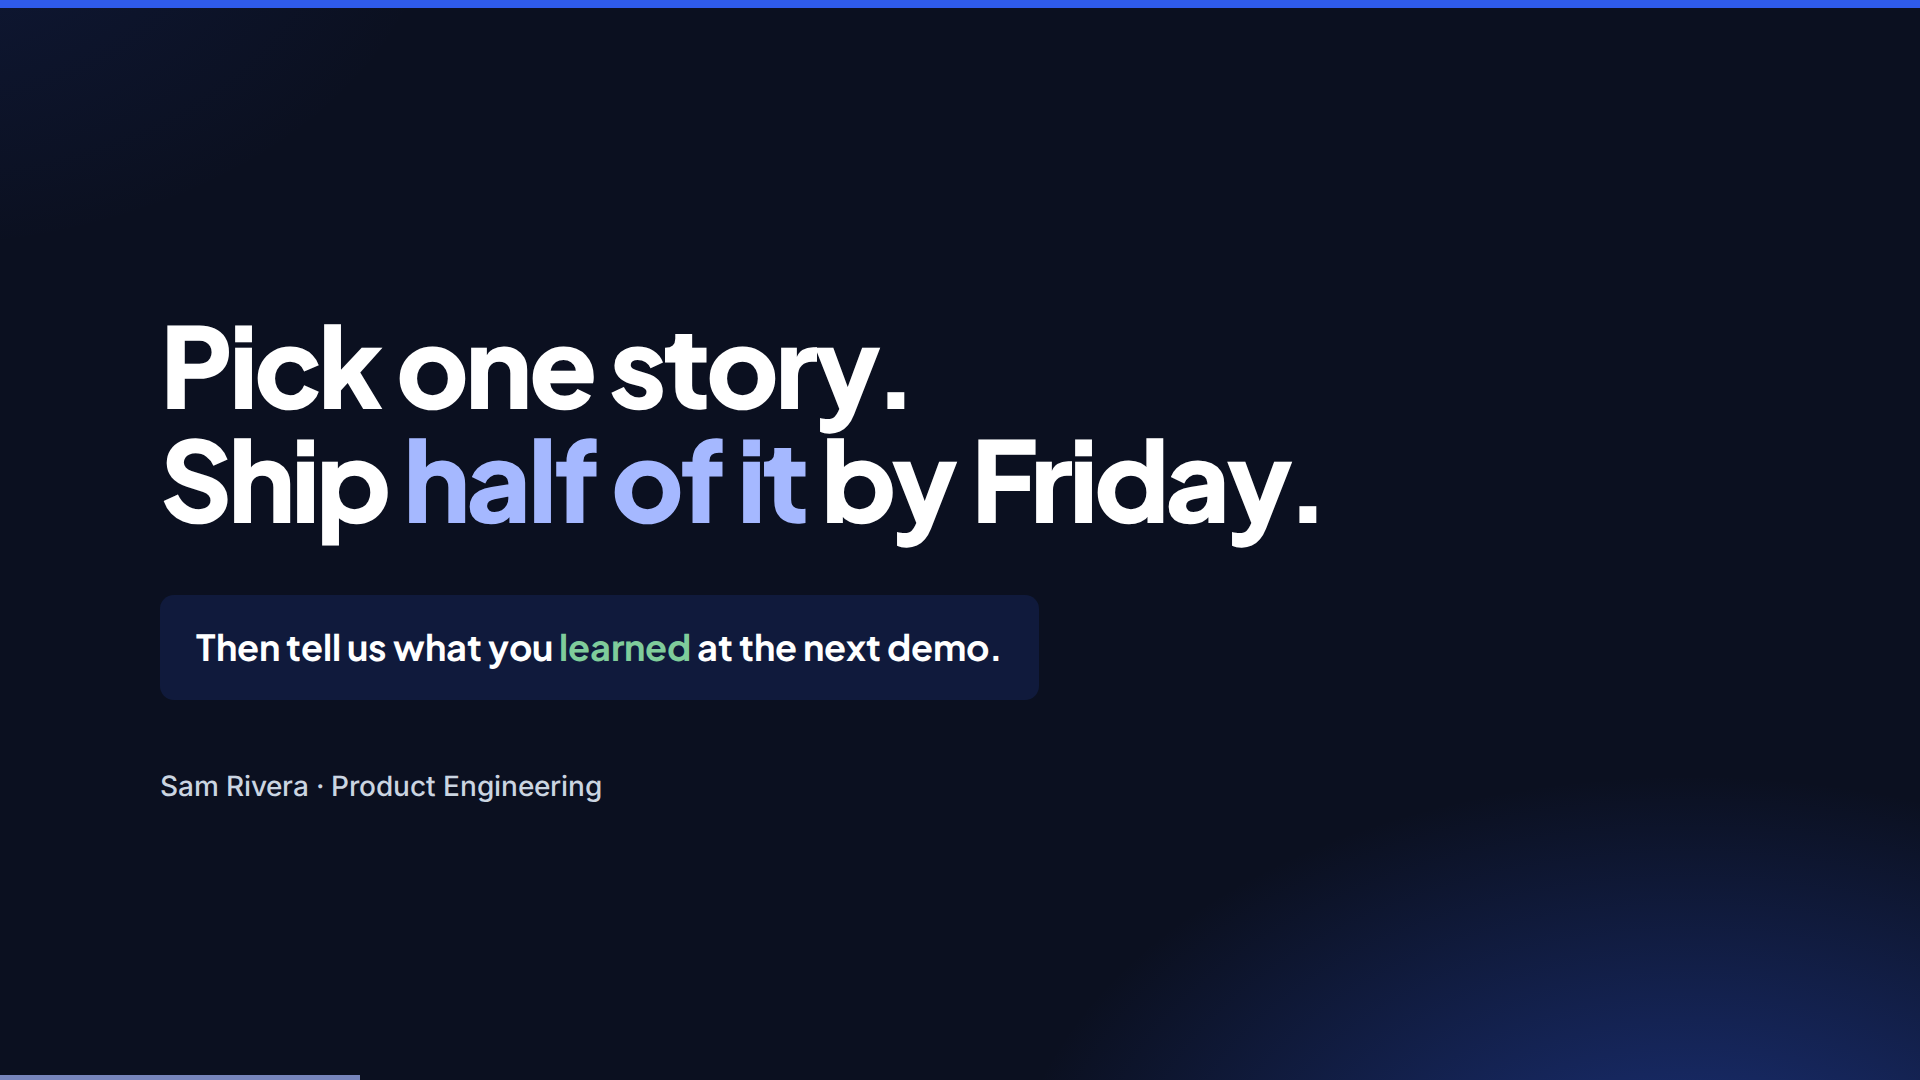 Pick one story.
Ship half of it by Friday.
Then tell us what you learned at the next demo.
Sam Rivera · Product Engineering